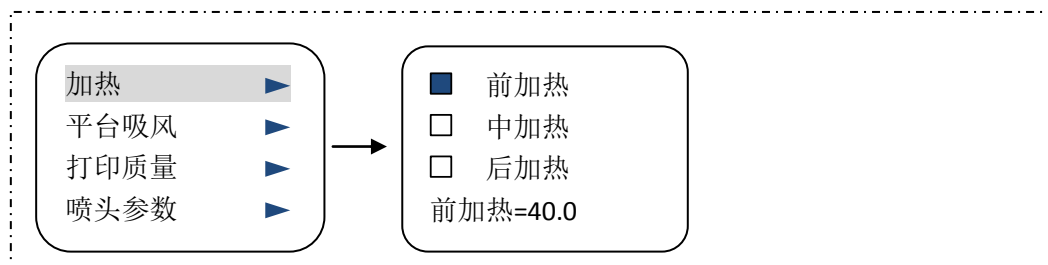 加热
平台吸风
打印质量
喷头参数
前加热
中加热
后加热
前加热=40.0